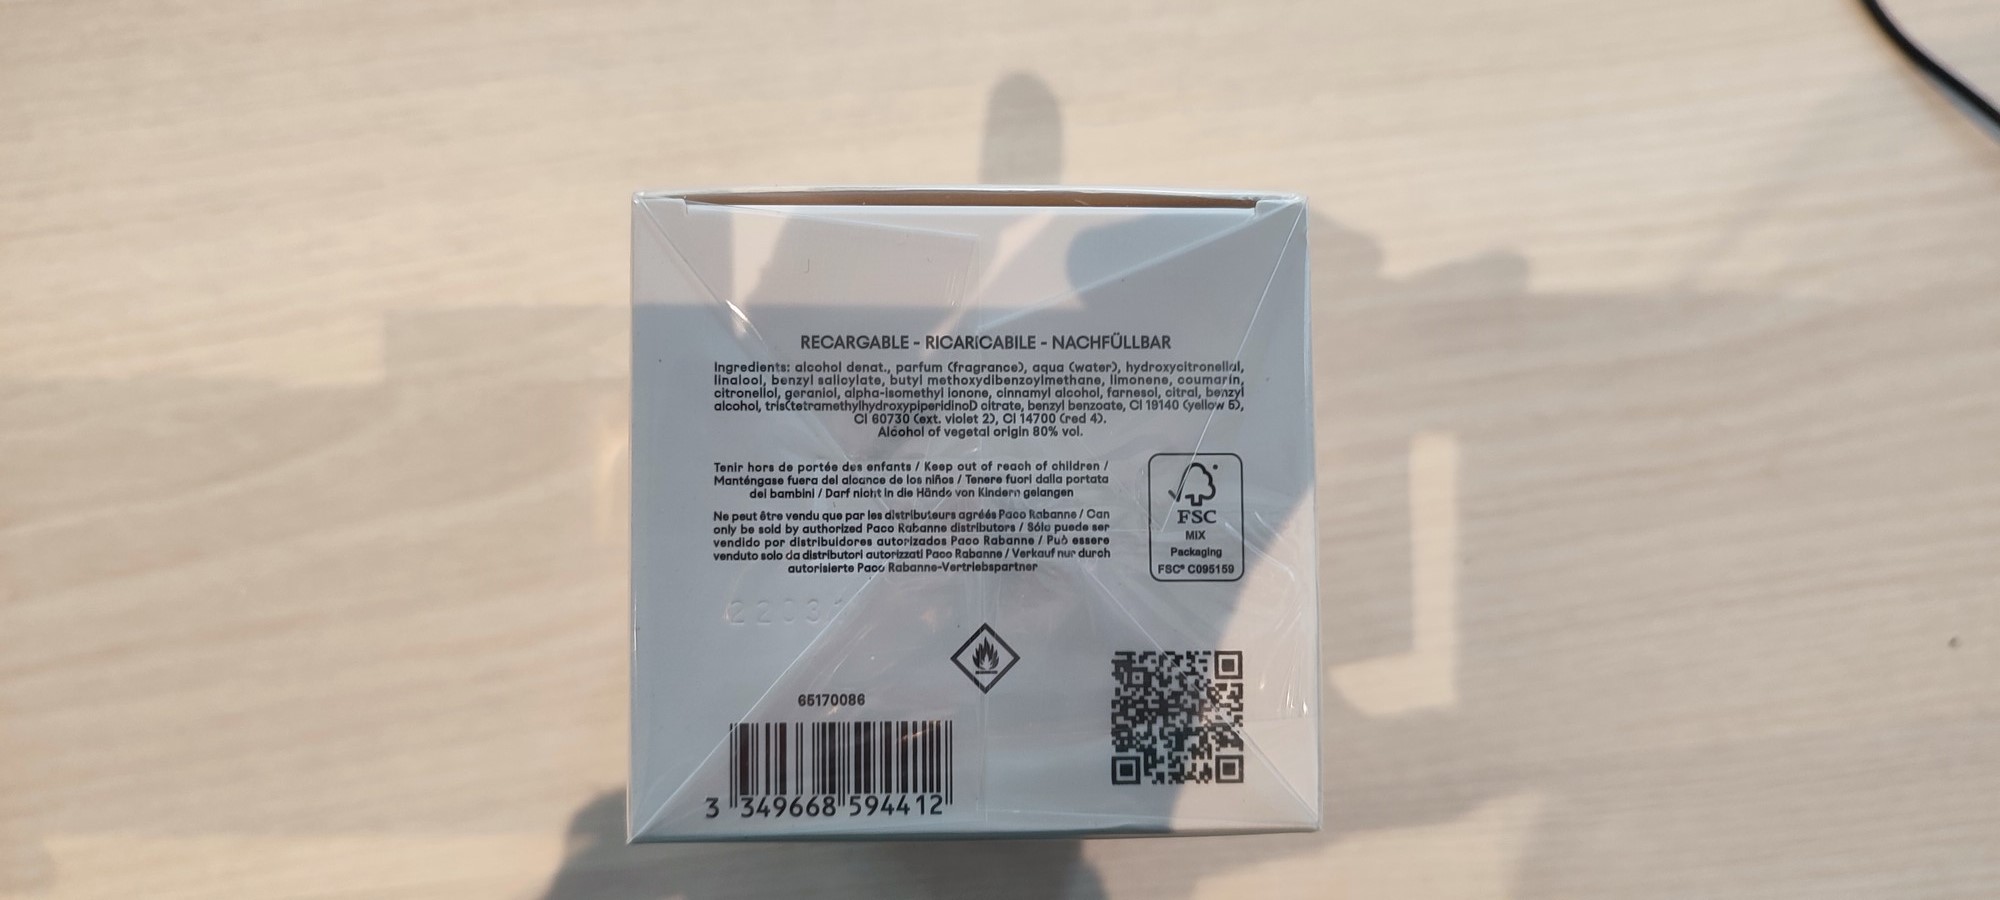 RECARGABLE - RICARICABILE - NACHFÜLLBAR
Ingredients: alcohol denat., parfum (fragrance), aqua (water), hydroxycitronellal,
linalool, benzyl salicylate, butyl methoxydibenzoylmethane, limonene, coumarin,
citronellol, geraniol, alpha-isomethyl ionone, cinnamyl alcohol, farnesol, citral, benzyl
alcohol, tris(tetramethylhydroxypiperidinol) citrate, benzyl benzoate, CI 19140 (yellow 5),
CI 60730 (ext. violet 2), CI 14700 (red 4).
Alcohol of vegetal origin 80% vol.
Tenir hors de portée des enfants / Keep out of reach of children /
Manténgase fuera del alcance de los niños / Tenere fuori dalla portata
dei bambini / Darf nicht in die Hände von Kindern gelangen
Ne peut être vendu que par les distributeurs agréés Paco Rabanne / Can
only be sold by authorized Paco Rabanne distributors / Sólo puede ser
vendido por distribuidores autorizados Paco Rabanne / Può essere
venduto solo da distributori autorizzati Paco Rabanne / Verkauf nur durch
autorisierte Paco Rabanne-Vertriebspartner
FSC
MIX
Packaging
FSC® C095159
65170086
3 349668 594412